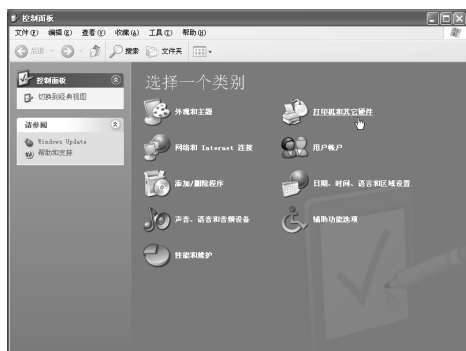 控制面板
文件(F) 编辑(E) 查看(V) 收藏(A) 工具(T) 帮助(H)
后退 搜索 文件夹
控制面板
切换到经典视图
请参阅
Windows Update
帮助和支持
选择一个类别
外观和主题
打印机和其它硬件
网络和 Internet 连接
用户帐户
添加/删除程序
日期、时间、语言和区域设置
声音、语音和音频设备
辅助功能选项
性能和维护